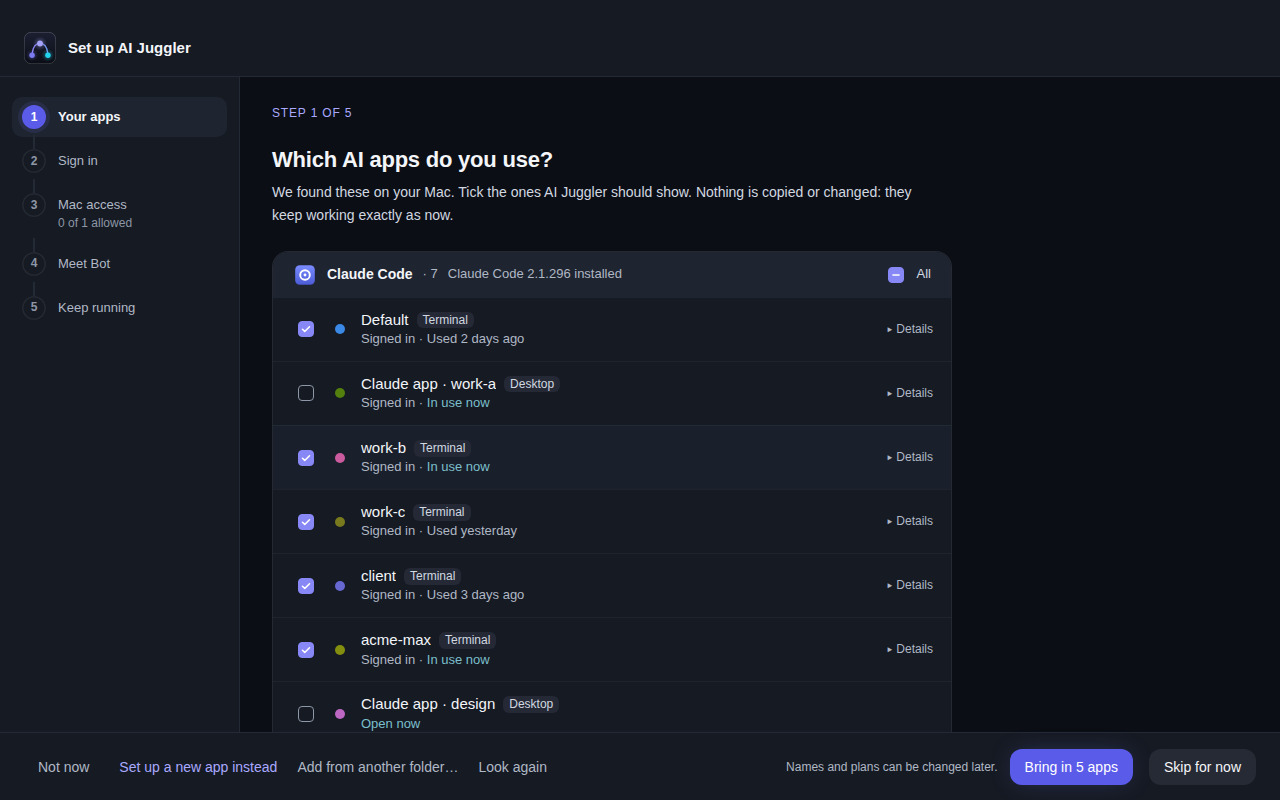 Set up AI Juggler
1 Your apps
2 Sign in
3 Mac access
0 of 1 allowed
4 Meet Bot
5 Keep running
STEP 1 OF 5
Which AI apps do you use?
We found these on your Mac. Tick the ones AI Juggler should show. Nothing is copied or changed: they
keep working exactly as now.
Claude Code · 7 Claude Code 2.1.296 installed All
Default Terminal
Signed in · Used 2 days ago
▸ Details
Claude app · work-a Desktop
Signed in · In use now
▸ Details
work-b Terminal
Signed in · In use now
▸ Details
work-c Terminal
Signed in · Used yesterday
▸ Details
client Terminal
Signed in · Used 3 days ago
▸ Details
acme-max Terminal
Signed in · In use now
▸ Details
Claude app · design Desktop
Open now
Not now Set up a new app instead Add from another folder… Look again Names and plans can be changed later. Bring in 5 apps Skip for now